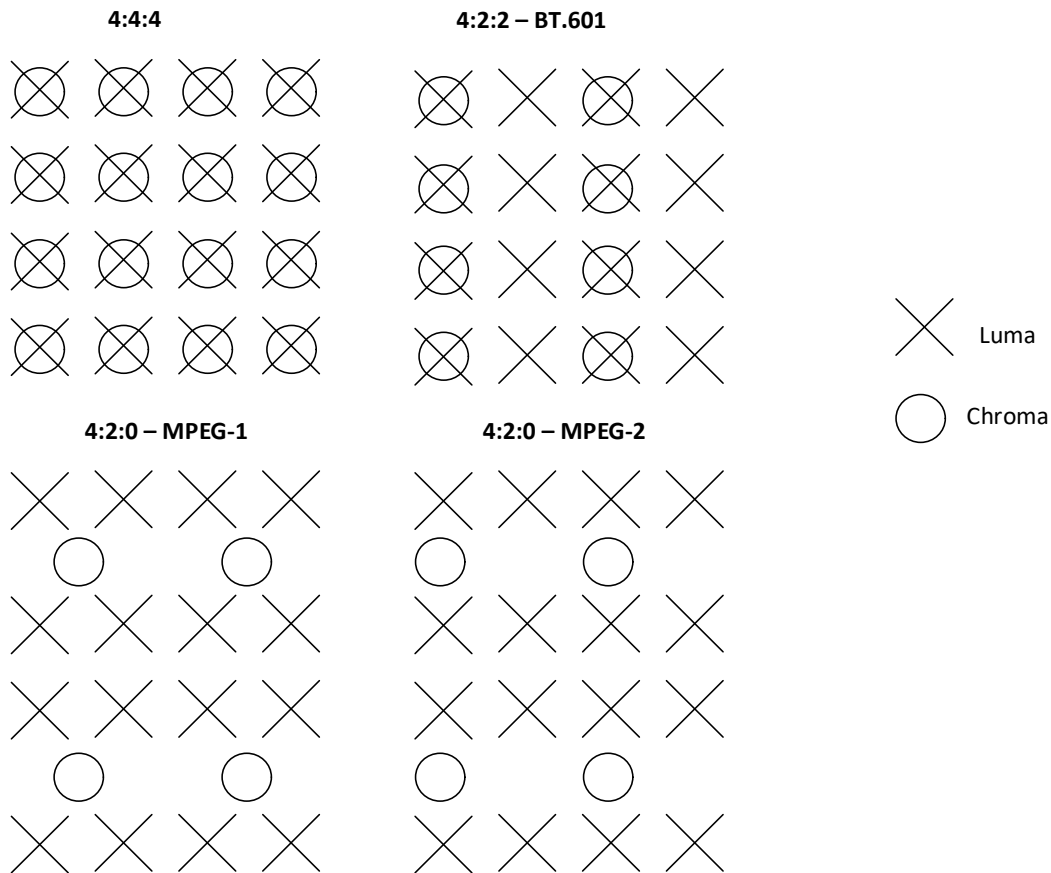 4:4:4
4:2:2 – BT.601
Luma
Chroma
4:2:0 – MPEG-1
4:2:0 – MPEG-2